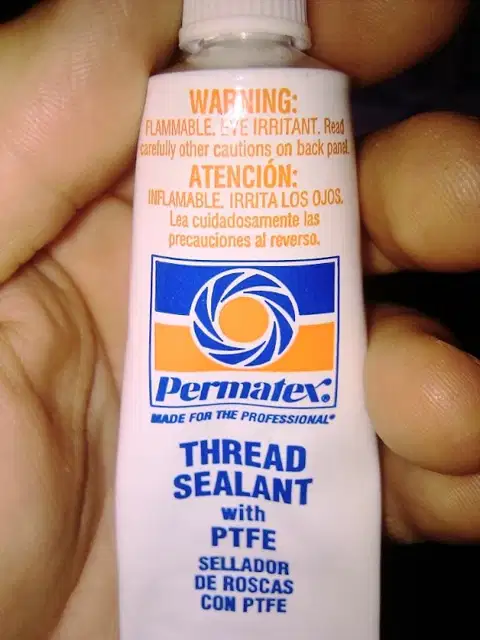 WARNING:
FLAMMABLE. EYE IRRITANT. Read
carefully other cautions on back panel.
ATENCIÓN:
INFLAMABLE. IRRITA LOS OJOS.
Lea cuidadosamente las
precauciones al reverso.
Permatex®
MADE FOR THE PROFESSIONAL®
THREAD
SEALANT
with
PTFE
SELLADOR
DE ROSCAS
CON PTFE